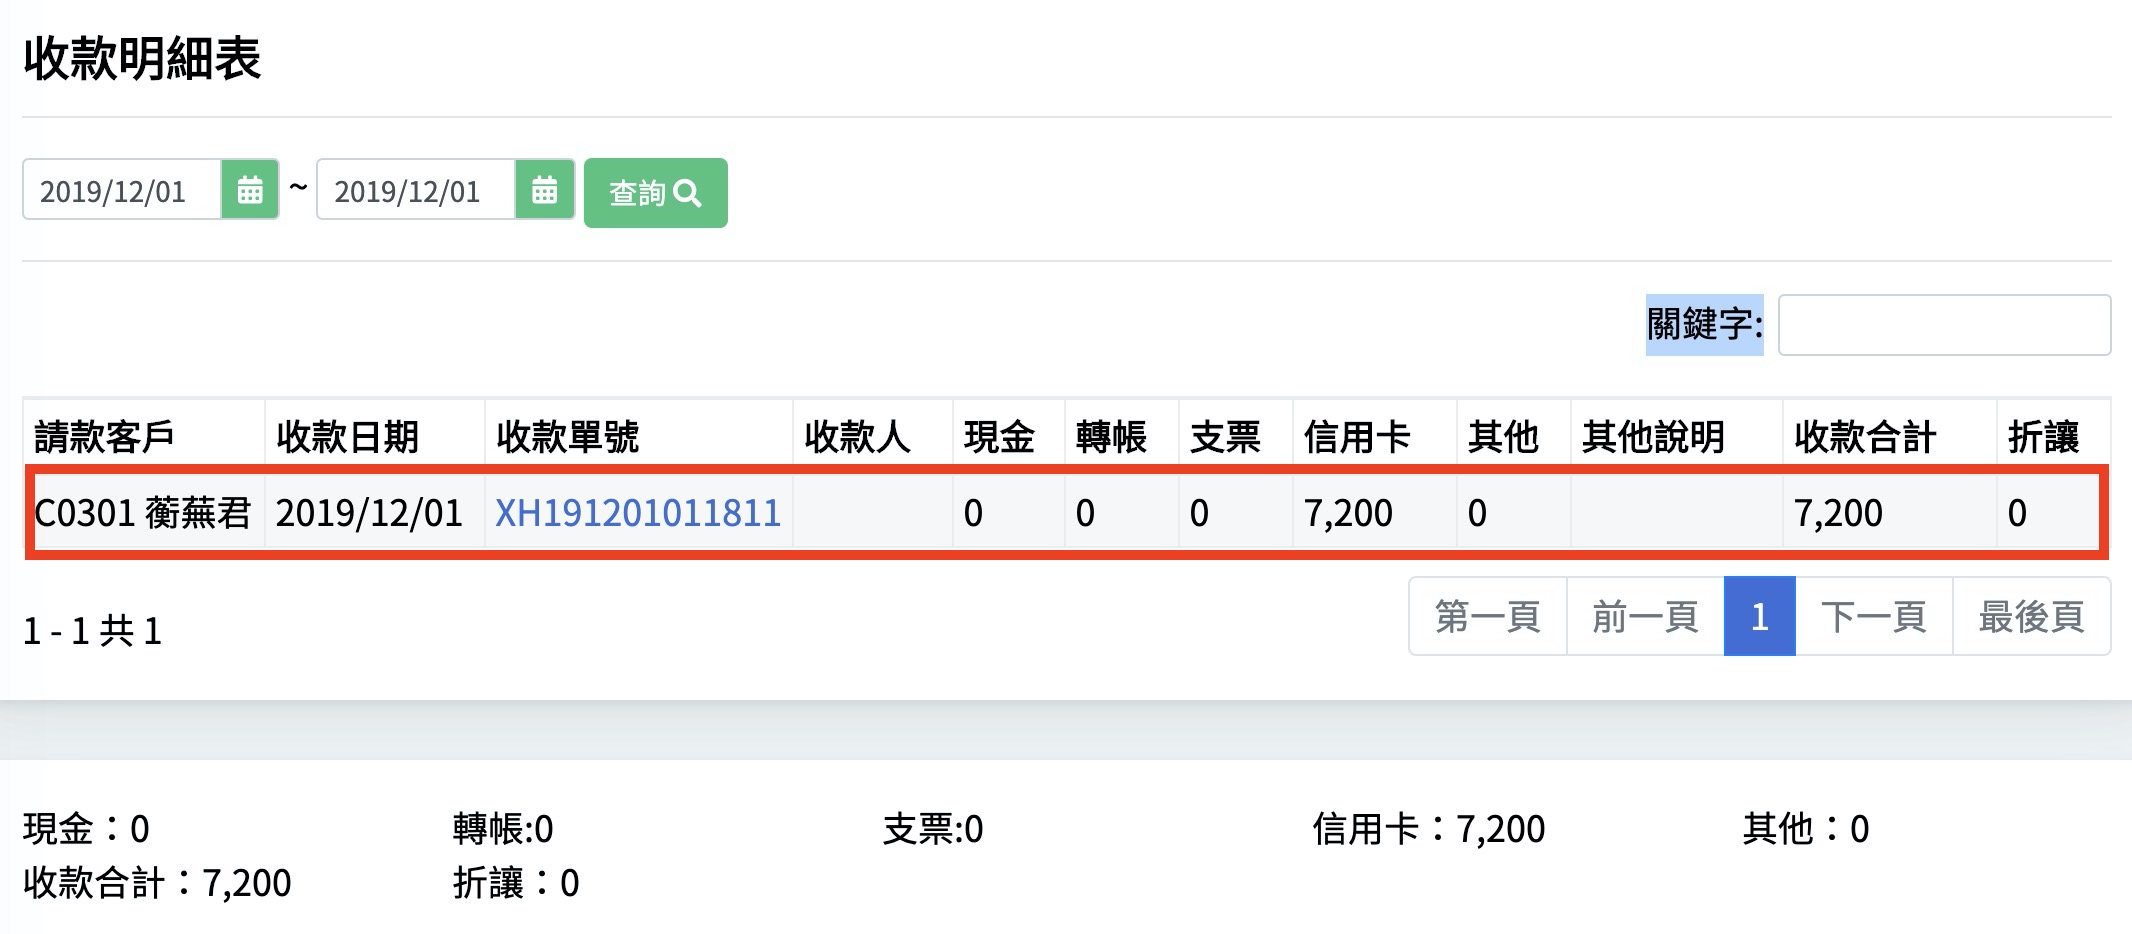 收款明細表
2019/12/01 ~ 2019/12/01 查詢
關鍵字:
請款客戶 收款日期 收款單號 收款人 現金 轉帳 支票 信用卡 其他 其他說明 收款合計 折讓
C0301 蘅蕪君 2019/12/01 XH191201011811 0 0 0 7,200 0 7,200 0
1 - 1 共 1 第一頁 前一頁 1 下一頁 最後頁
現金：0 轉帳:0 支票:0 信用卡：7,200 其他：0
收款合計：7,200 折讓：0